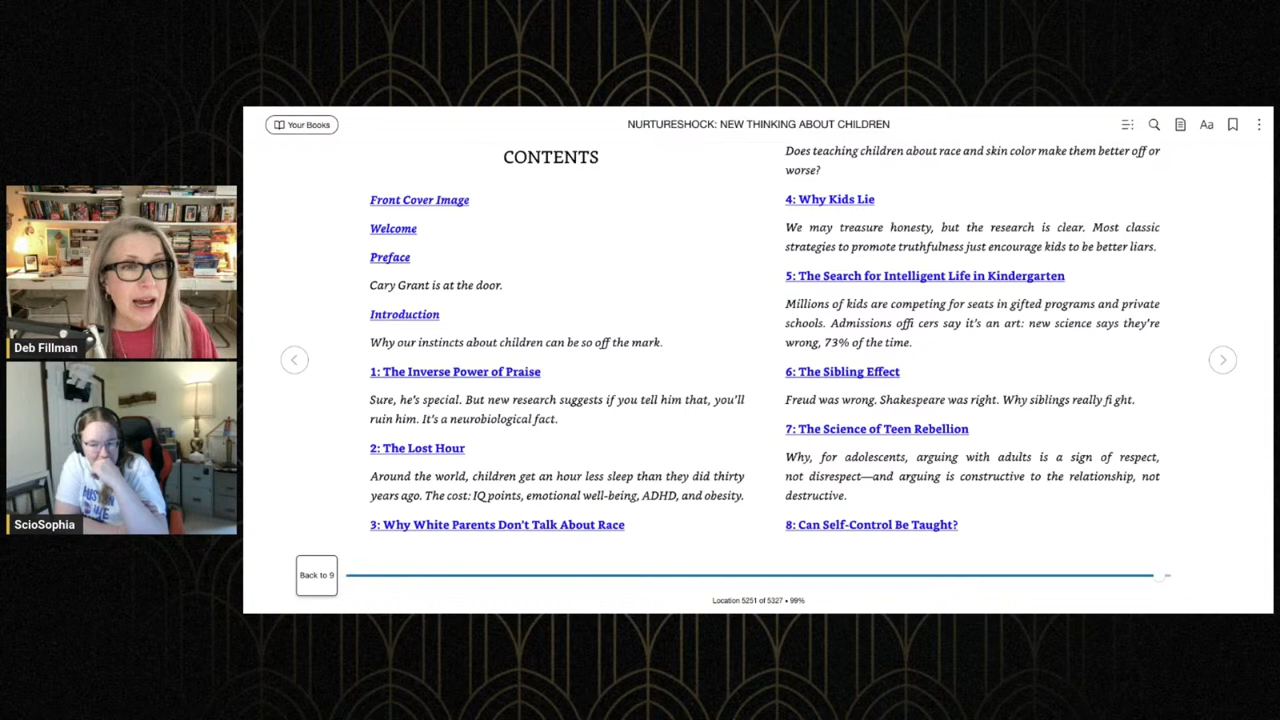 Your Books
NURTURESHOCK: NEW THINKING ABOUT CHILDREN
Aa
CONTENTS
Front Cover Image
Welcome
Preface
Cary Grant is at the door.
Introduction
Why our instincts about children can be so off the mark.
1: The Inverse Power of Praise
Sure, he's special. But new research suggests if you tell him that, you'll
ruin him. It's a neurobiological fact.
2: The Lost Hour
Around the world, children get an hour less sleep than they did thirty
years ago. The cost: IQ points, emotional well-being, ADHD, and obesity.
3: Why White Parents Don't Talk About Race
Does teaching children about race and skin color make them better off or
worse?
4: Why Kids Lie
We may treasure honesty, but the research is clear. Most classic
strategies to promote truthfulness just encourage kids to be better liars.
5: The Search for Intelligent Life in Kindergarten
Millions of kids are competing for seats in gifted programs and private
schools. Admissions offi cers say it's an art: new science says they're
wrong, 73% of the time.
6: The Sibling Effect
Freud was wrong. Shakespeare was right. Why siblings really fi ght.
7: The Science of Teen Rebellion
Why, for adolescents, arguing with adults is a sign of respect,
not disrespect—and arguing is constructive to the relationship, not
destructive.
8: Can Self-Control Be Taught?
Back to 9
Location 5251 of 5327 • 99%
Deb Fillman
ScioSophia